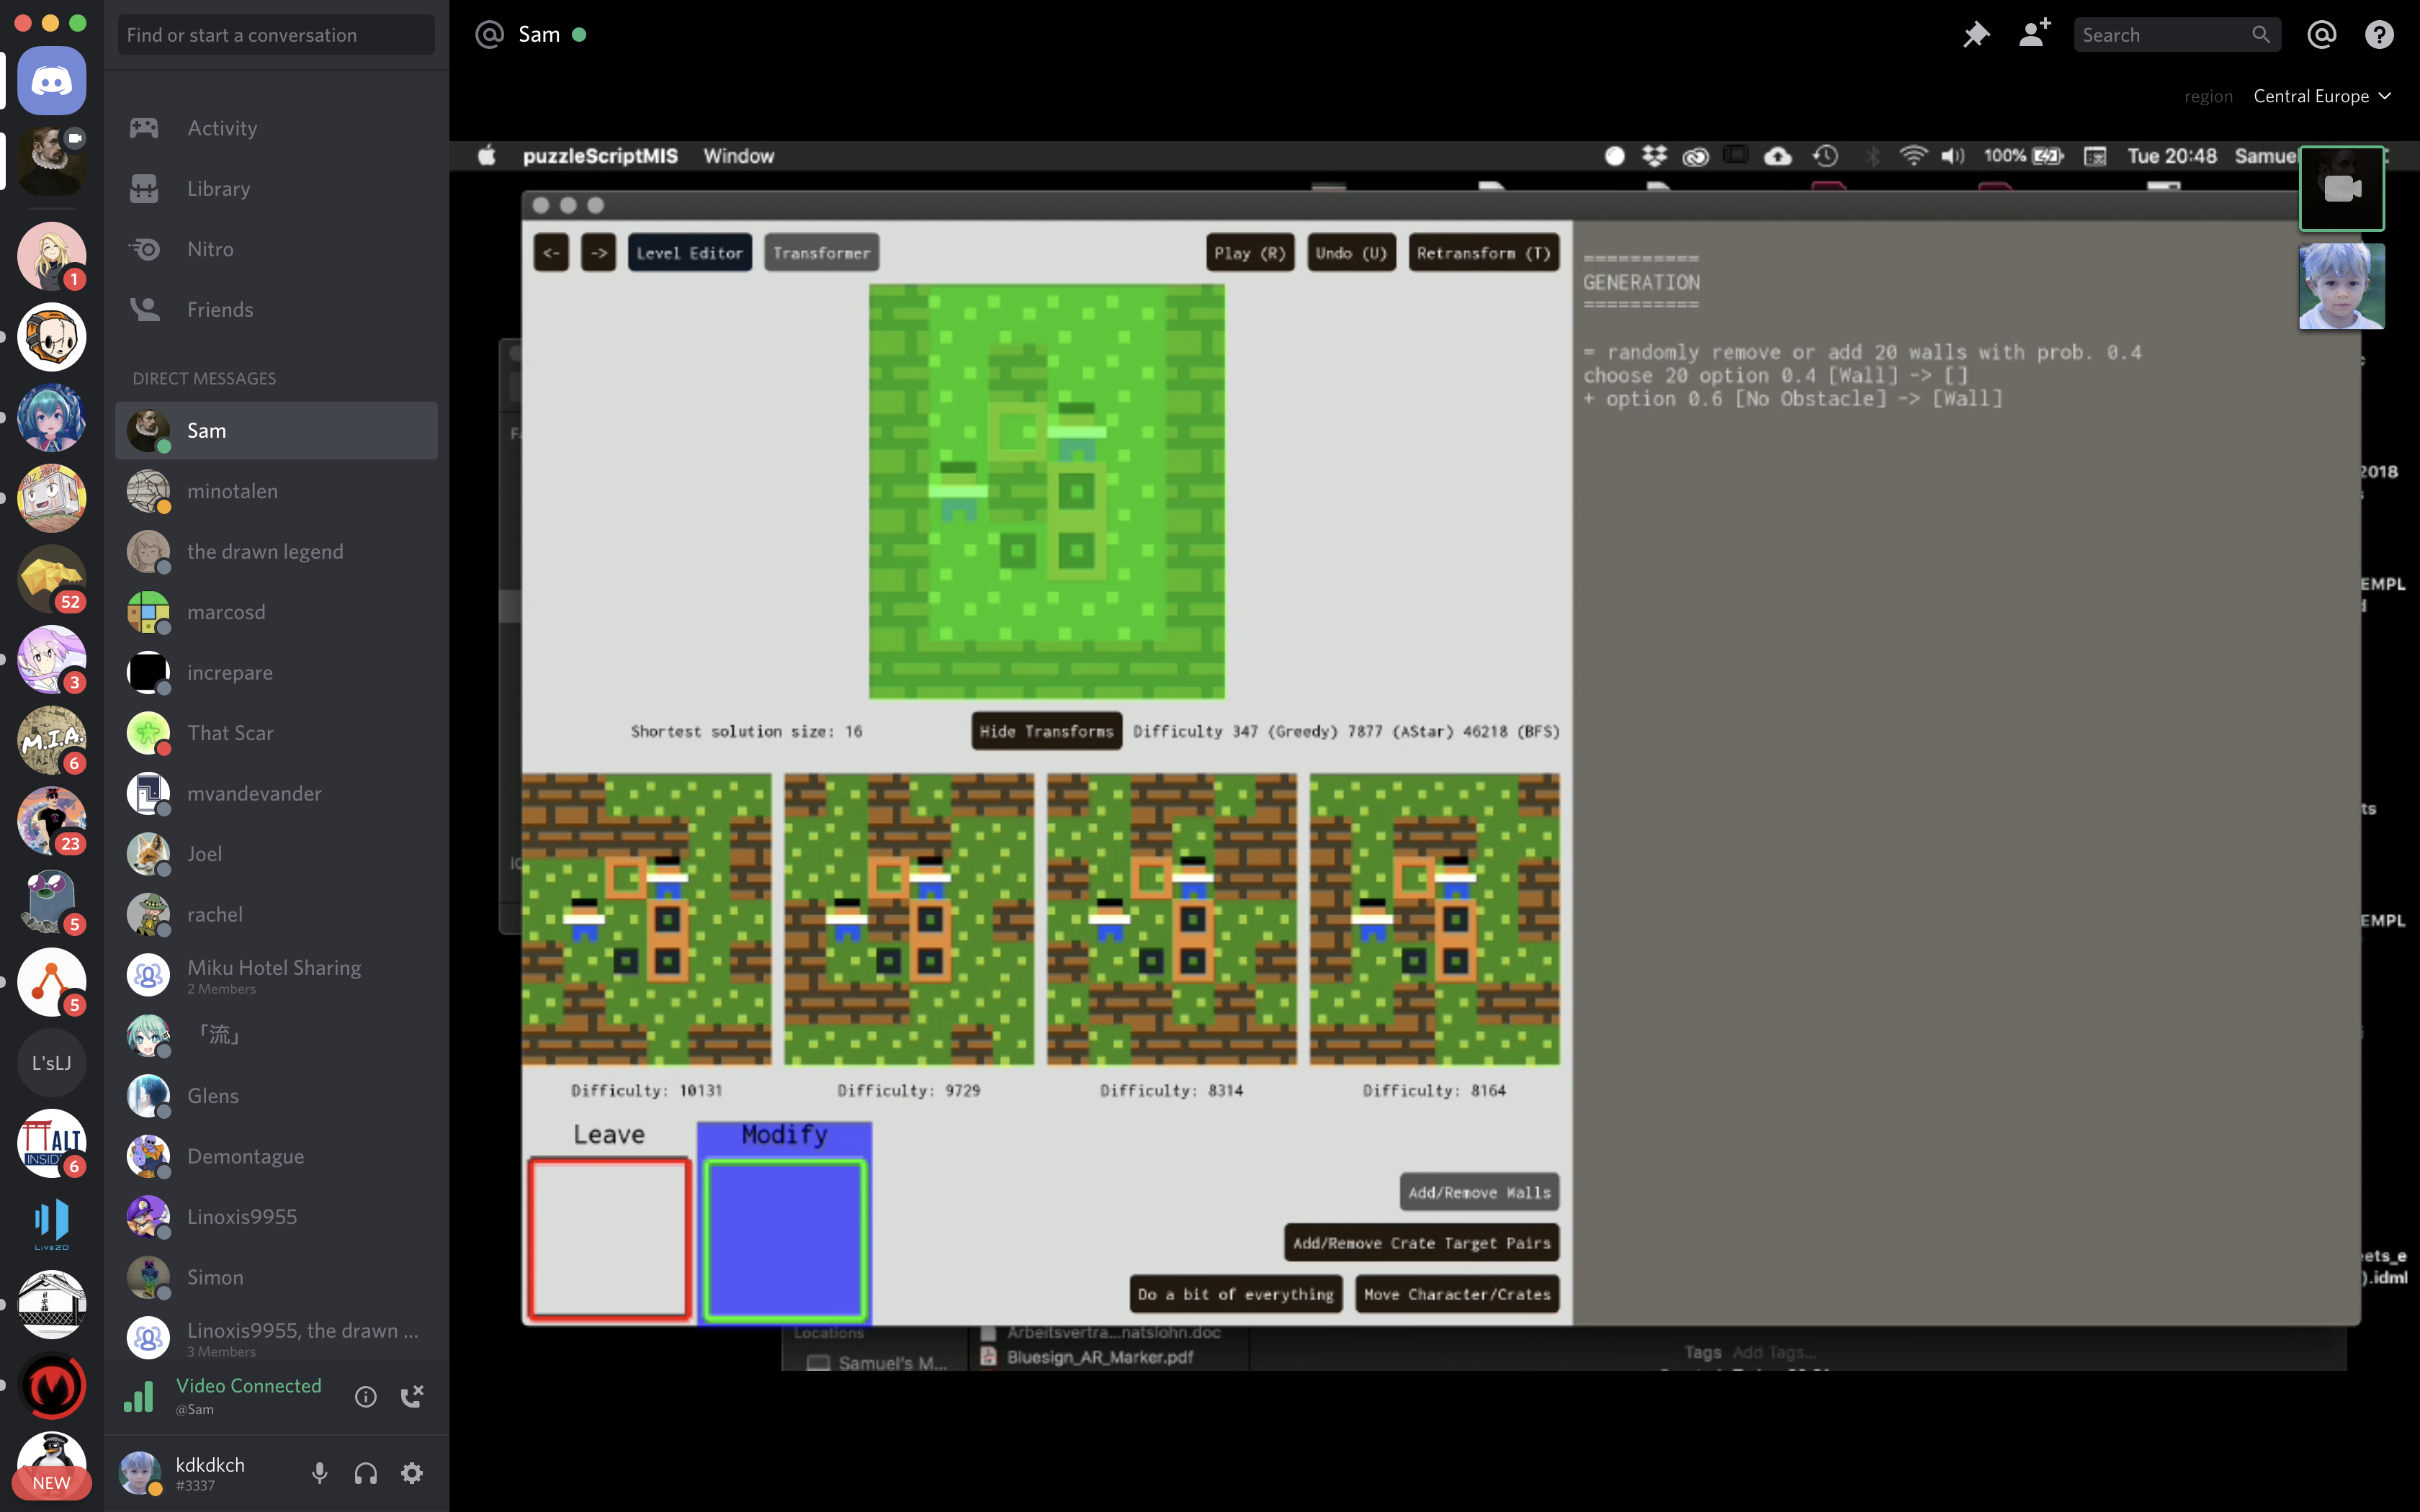 Find or start a conversation
Activity
Library
Nitro
Friends
DIRECT MESSAGES
Sam
minotalen
the drawn legend
marcosd
increpare
That Scar
mvandevander
Joel
rachel
Miku Hotel Sharing
2 Members
「流」
Glens
Demontague
Linoxis9955
Simon
Linoxis9955, the drawn ...
3 Members
Video Connected
@Sam
kdkdkch
#3337
1
52
3
M.I.A.
6
23
5
5
L'sLJ
ALT
INSID
6
Live2D
NEW
Sam
Search
region Central Europe
puzzleScriptMIS Window
100% Tue 20:48 Samue
<- -> Level Editor Transformer Play (R) Undo (U) Retransform (T)
Shortest solution size: 16 Hide Transforms Difficulty 347 (Greedy) 7877 (AStar) 46218 (BFS)
Difficulty: 10131 Difficulty: 9729 Difficulty: 8314 Difficulty: 8164
Leave Modify
Add/Remove Walls
Add/Remove Crate Target Pairs
Do a bit of everything Move Character/Crates
==========
GENERATION
==========
= randomly remove or add 20 walls with prob. 0.4
choose 20 option 0.4 [Wall] -> []
+ option 0.6 [No Obstacle] -> [Wall]
2018
EMPL
ts
EMPL
ets_e
).idml
Locations
Samuel's M...
Arbeitsvertra...natslohn.doc
Bluesign_AR_Marker.pdf
Tags Add Tags...